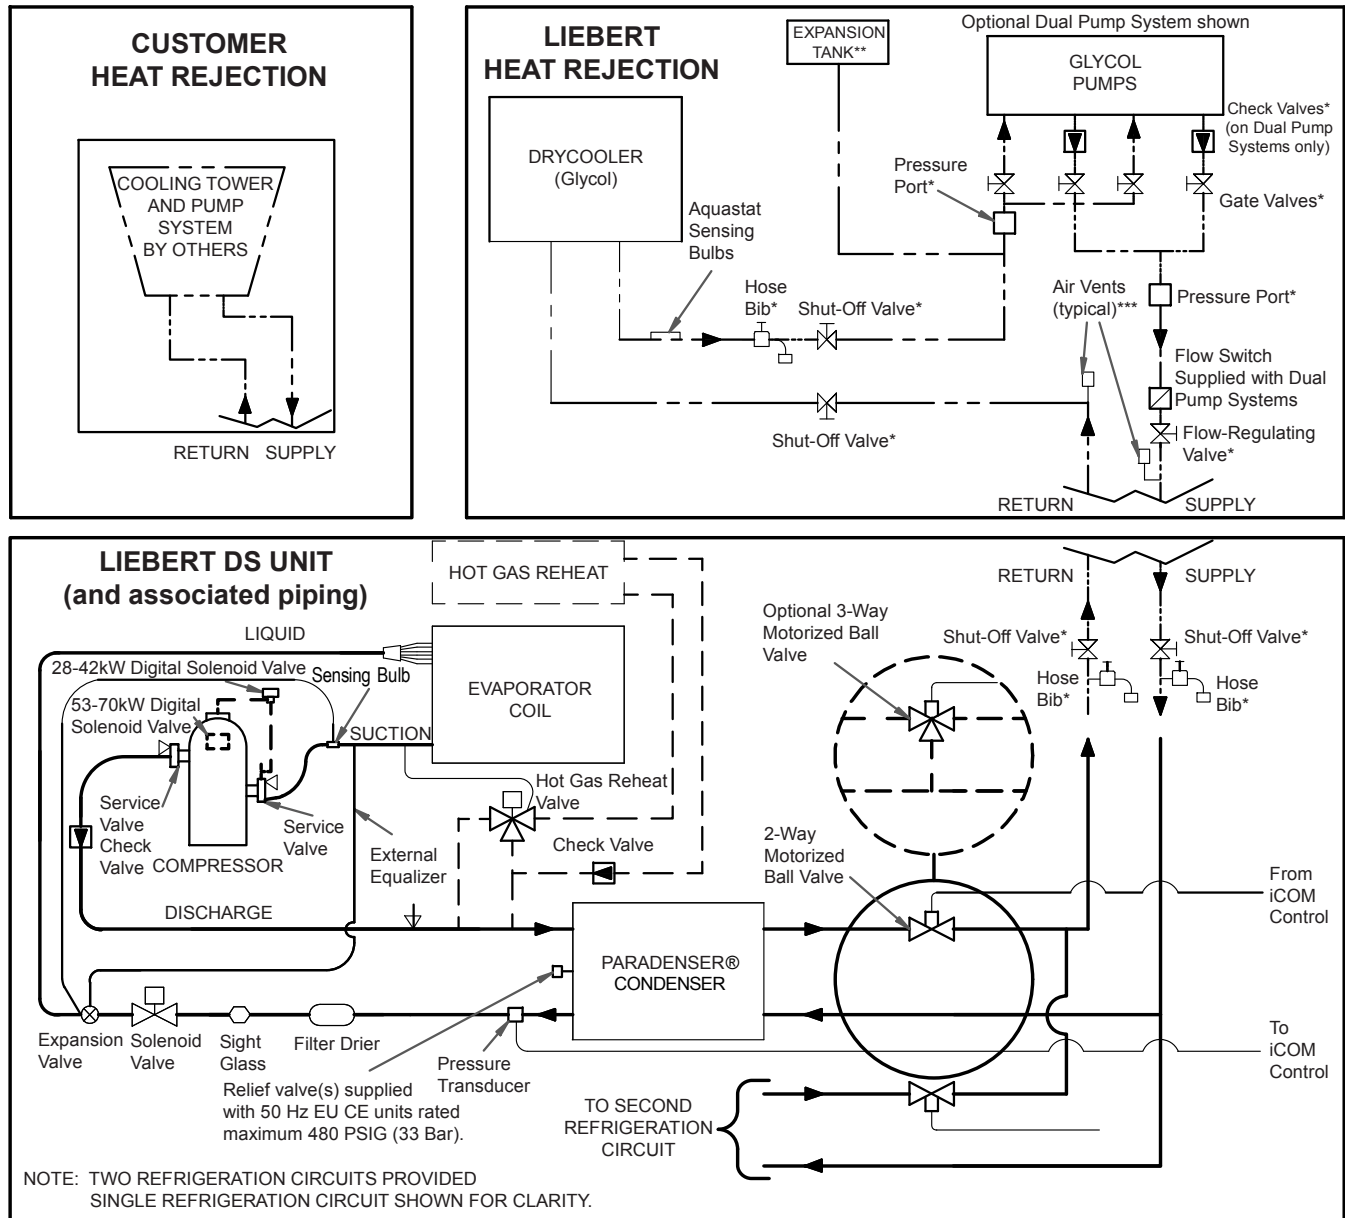 CUSTOMER
HEAT REJECTION
COOLING TOWER
AND PUMP
SYSTEM
BY OTHERS
RETURN
SUPPLY
LIEBERT
HEAT REJECTION
EXPANSION
TANK**
Optional Dual Pump System shown
GLYCOL
PUMPS
Check Valves*
(on Dual Pump
Systems only)
DRYCOOLER
(Glycol)
Pressure
Port*
Gate Valves*
Aquastat
Sensing
Bulbs
Hose
Bib*
Shut-Off Valve*
Air Vents
(typical)***
Pressure Port*
Flow Switch
Supplied with Dual
Pump Systems
Shut-Off Valve*
Flow-Regulating
Valve*
RETURN
SUPPLY
LIEBERT DS UNIT
(and associated piping)
HOT GAS REHEAT
RETURN
SUPPLY
LIQUID
28-42kW Digital Solenoid Valve
Sensing Bulb
53-70kW Digital
Solenoid Valve
SUCTION
EVAPORATOR
COIL
Optional 3-Way
Motorized Ball
Valve
Shut-Off Valve*
Shut-Off Valve*
Hose
Bib*
Hose
Bib*
Hot Gas Reheat
Valve
Service
Valve
Check
Valve
COMPRESSOR
Service
Valve
External
Equalizer
Check Valve
2-Way
Motorized
Ball Valve
From
iCOM
Control
DISCHARGE
PARADENSER®
CONDENSER
Expansion
Valve
Solenoid
Valve
Sight
Glass
Filter Drier
Pressure
Transducer
To
iCOM
Control
Relief valve(s) supplied
with 50 Hz EU CE units rated
maximum 480 PSIG (33 Bar).
TO SECOND
REFRIGERATION
CIRCUIT
NOTE: TWO REFRIGERATION CIRCUITS PROVIDED
SINGLE REFRIGERATION CIRCUIT SHOWN FOR CLARITY.